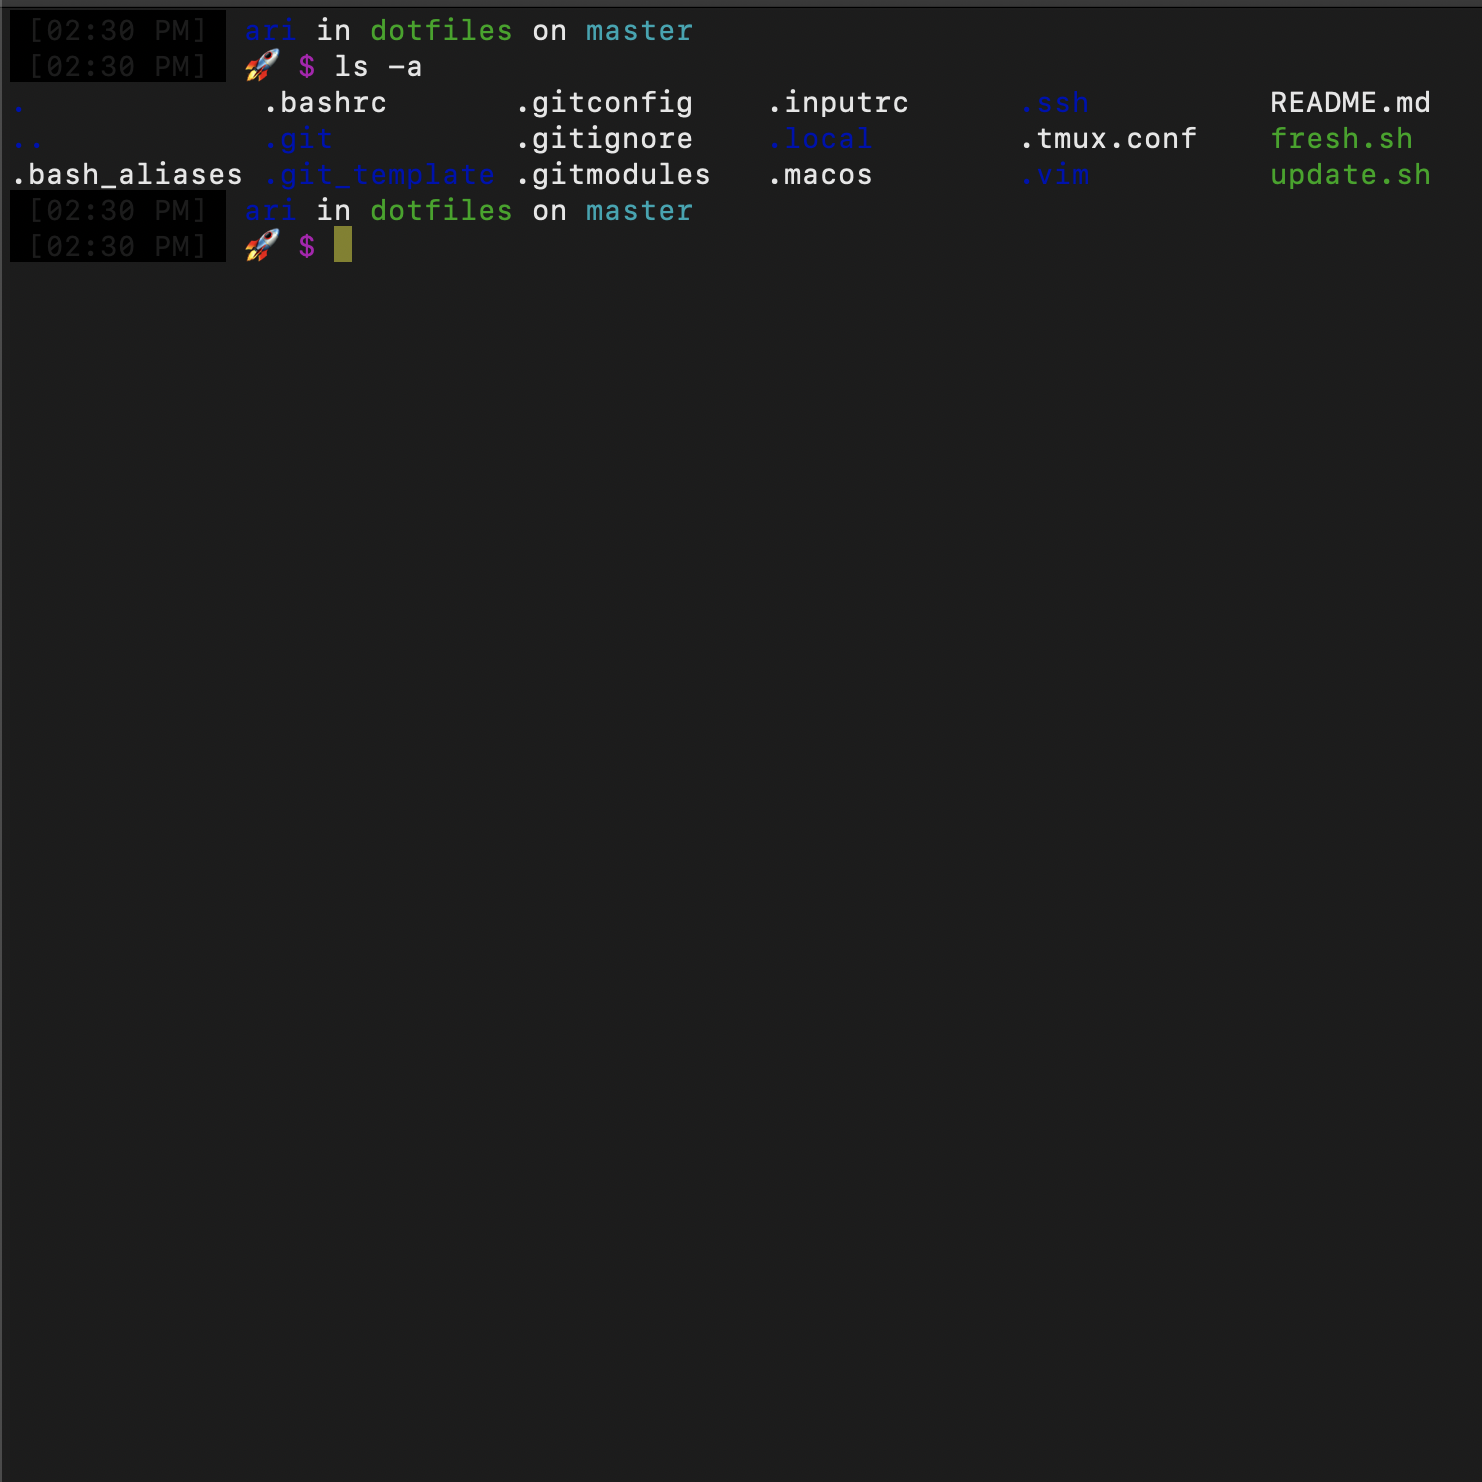 [02:30 PM] ari in dotfiles on master
[02:30 PM] 🚀 $ ls -a
. .bashrc .gitconfig .inputrc .ssh README.md
.. .git .gitignore .local .tmux.conf fresh.sh
.bash_aliases .git_template .gitmodules .macos .vim update.sh
[02:30 PM] ari in dotfiles on master
[02:30 PM] 🚀 $